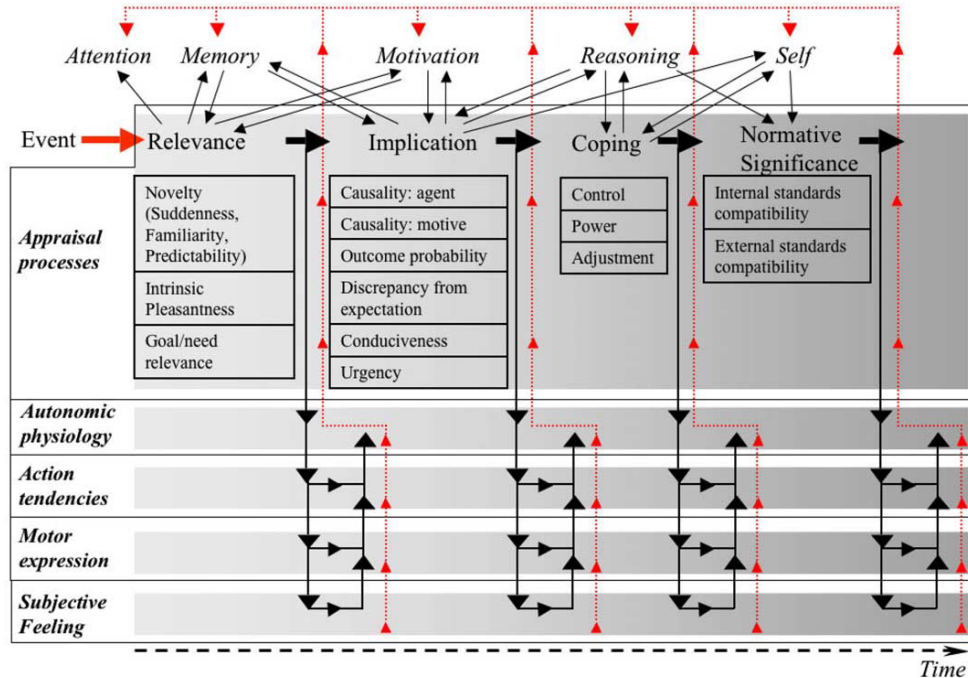 Attention
Memory
Motivation
Reasoning
Self
Event
Relevance
Implication
Coping
Normative
Significance
Appraisal
processes
Novelty
(Suddenness,
Familiarity,
Predictability)
Intrinsic
Pleasantness
Goal/need
relevance
Causality: agent
Causality: motive
Outcome probability
Discrepancy from
expectation
Conduciveness
Urgency
Control
Power
Adjustment
Internal standards
compatibility
External standards
compatibility
Autonomic
physiology
Action
tendencies
Motor
expression
Subjective
Feeling
Time